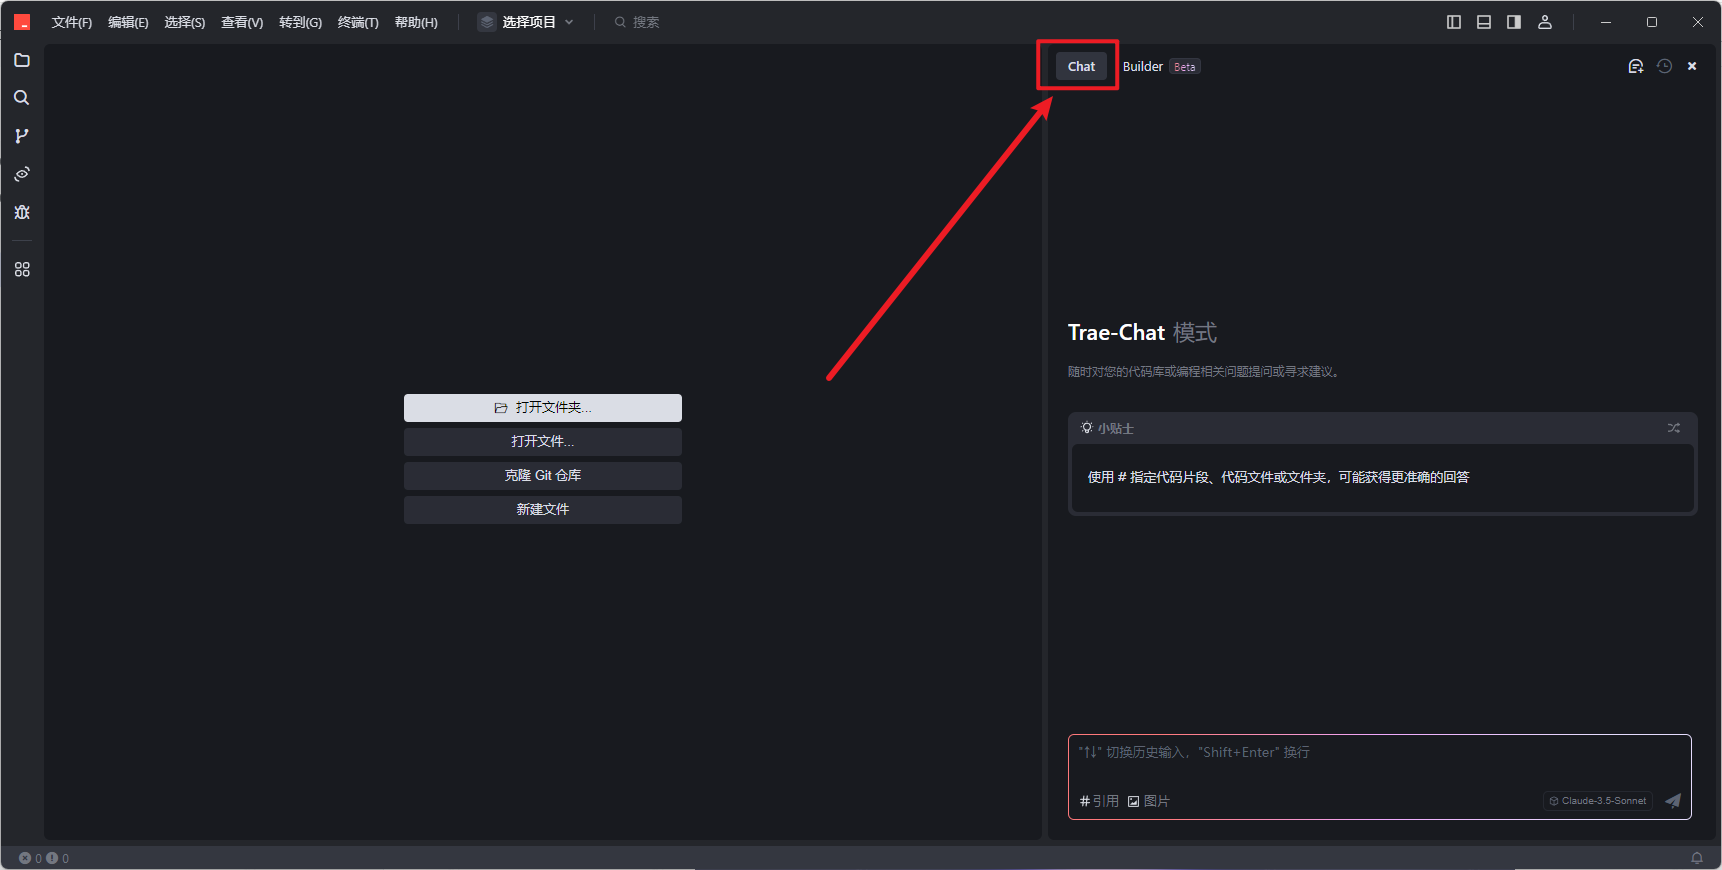 文件(F) 编辑(E) 选择(S) 查看(V) 转到(G) 终端(T) 帮助(H) 选择项目 搜索
Chat Builder Beta
Trae-Chat 模式
随时对您的代码库或编程相关问题提问或寻求建议。
打开文件夹...
打开文件...
克隆 Git 仓库
新建文件
小贴士
使用 # 指定代码片段、代码文件或文件夹，可能获得更准确的回答
"↑↓" 切换历史输入，"Shift+Enter" 换行
#引用 图片 Claude-3.5-Sonnet
0 0